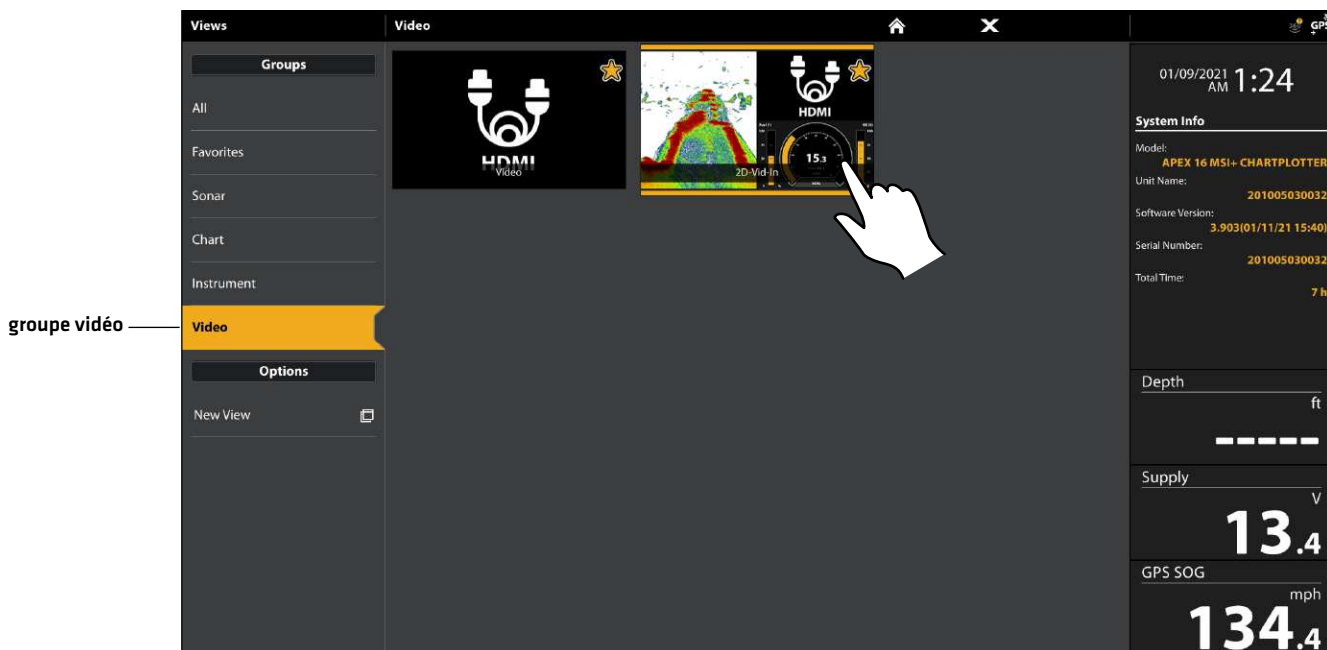 Views
Video
GPS
Groups
All
Favorites
Sonar
Chart
Instrument
Video
Options
New View
groupe vidéo
HDMI
Video
HDMI
15.3
2D-Vid-In
01/09/2021
AM 1:24
System Info
Model:
APEX 16 MSI+ CHARTPLOTTER
Unit Name:
201005030032
Software Version:
3.903(01/11/21 15:40)
Serial Number:
201005030032
Total Time:
7 h
Depth
ft
-----
Supply
V
13.4
GPS SOG
mph
134.4